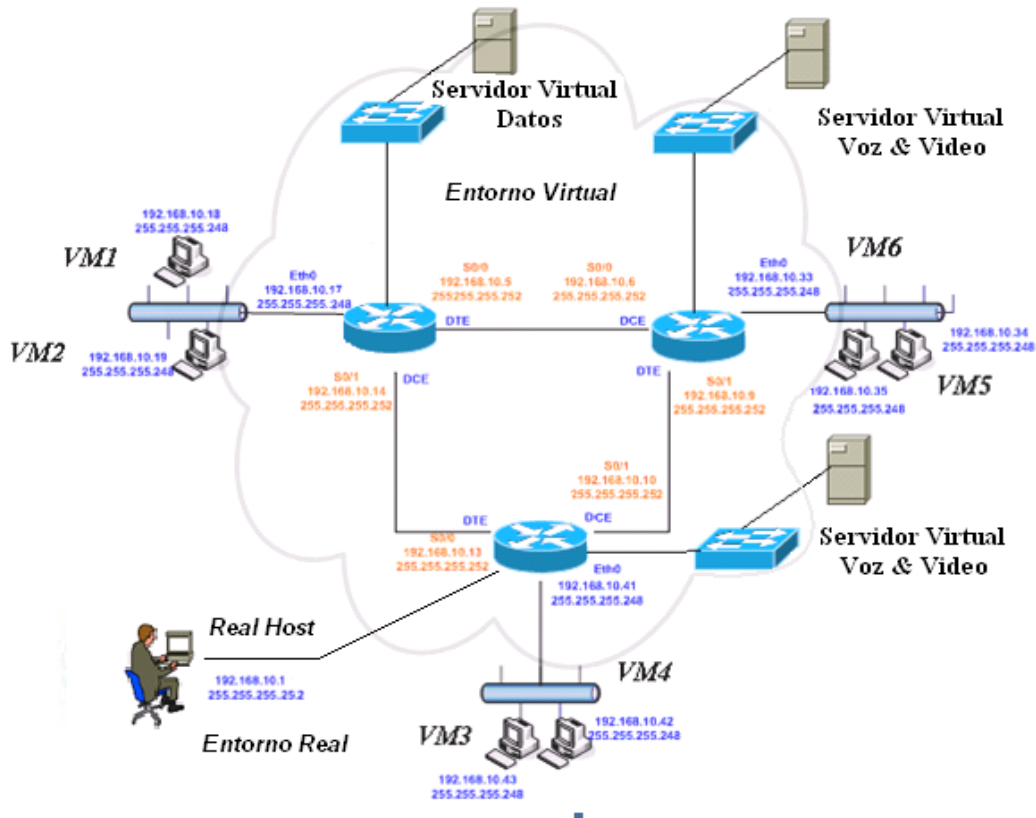 Servidor Virtual
Datos
Servidor Virtual
Voz & Video
Entorno Virtual
192.168.10.18
255.255.255.248
VM1
Eth0
192.168.10.17
255.255.255.248
S0/0
192.168.10.5
255255.255.252
S0/0
192.168.10.6
255.255.255.252
Eth0
192.168.10.33
255.255.255.248
VM6
DTE
DCE
VM2
192.168.10.19
255.255.255.248
192.168.10.34
255.255.255.248
S0/1
192.168.10.14
255.255.255.252
DCE
DTE
S0/1
192.168.10.9
255.255.255.252
192.168.10.35
255.255.255.248
VM5
S0/1
192.168.10.10
255.255.255.252
DTE
DCE
S0/0
192.168.10.13
255.255.255.252
Eth0
192.168.10.41
255.255.255.248
Servidor Virtual
Voz & Video
Real Host
192.168.10.1
255.255.255.252
Entorno Real
VM4
VM3
192.168.10.42
255.255.255.248
192.168.10.43
255.255.255.248